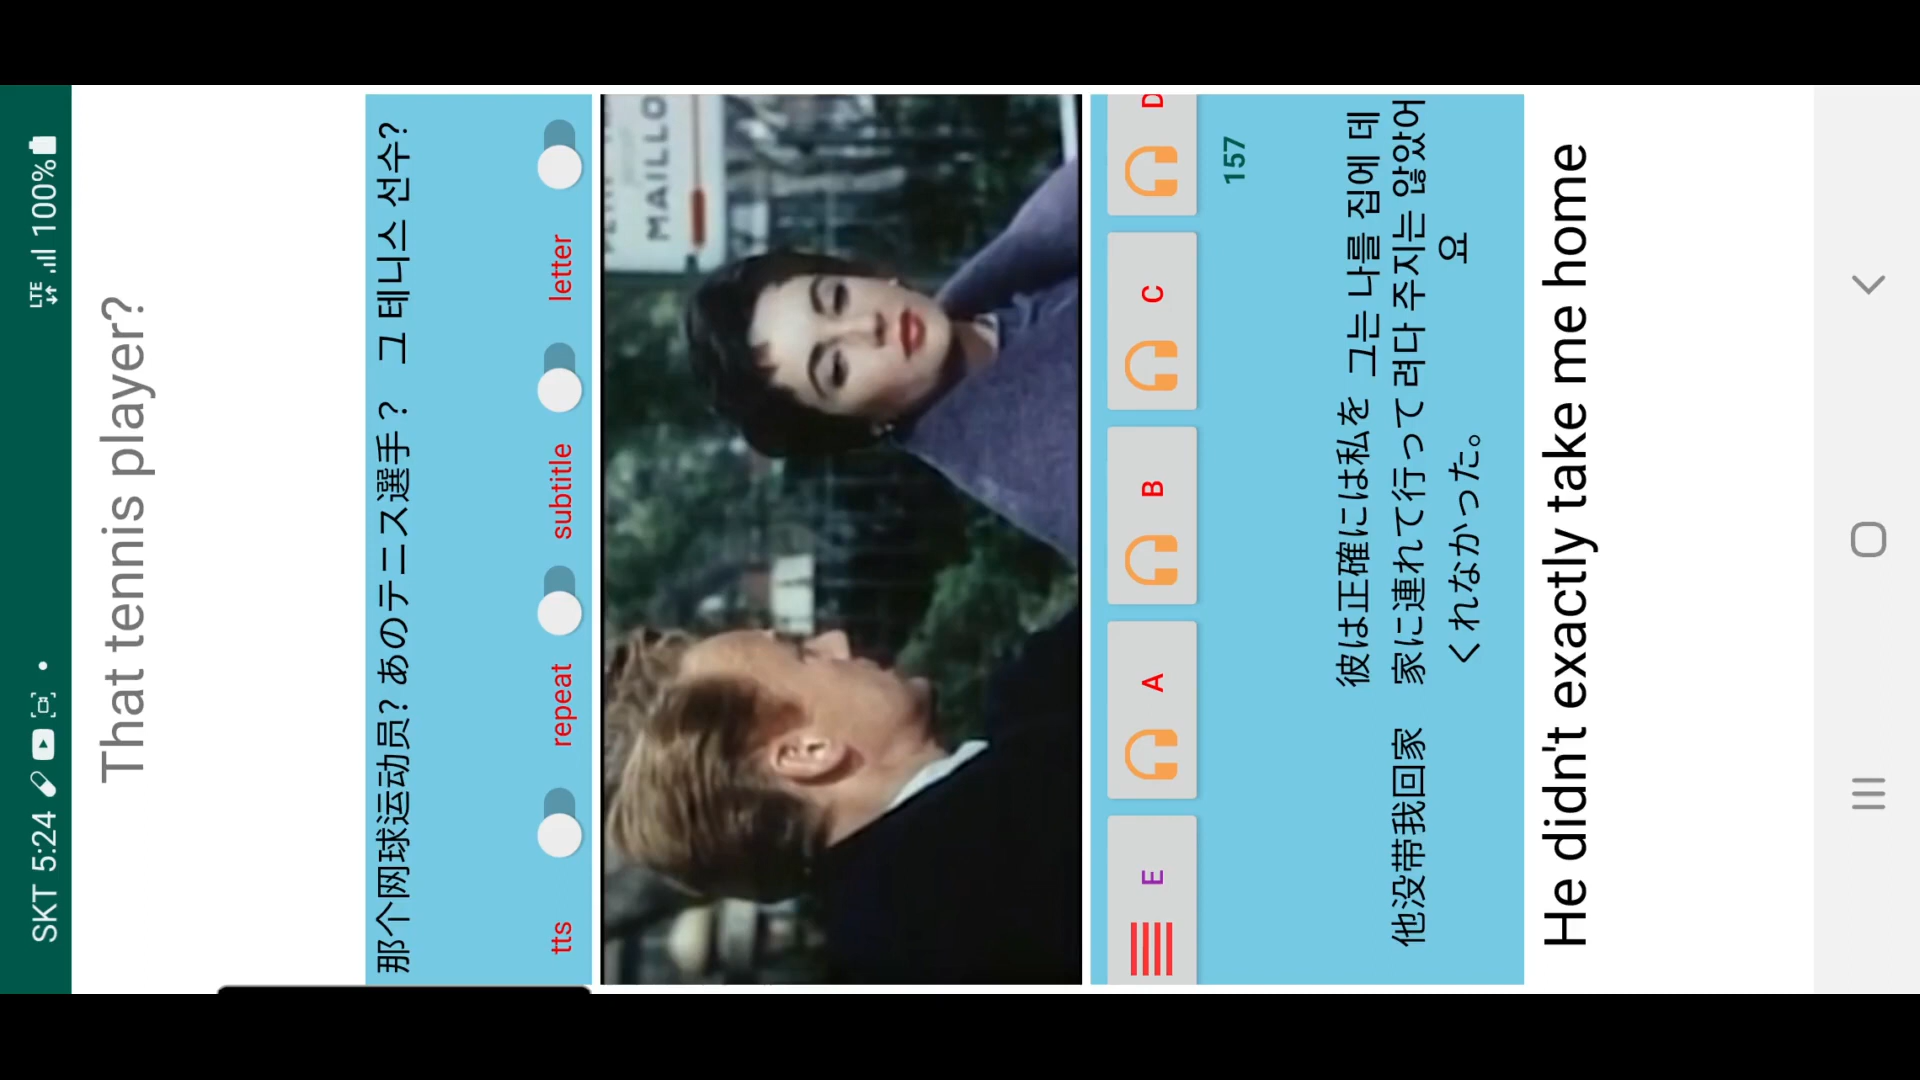 SKT 5:24 LTE 100%
That tennis player?
那个网球运动员? あのテニス選手？ 그 테니스 선수?
tts repeat subtitle letter
MAILLO
E A B C D
157
他没带我回家
彼は正確には私を
家に連れて行って
くれなかった。
그는 나를 집에 데
려다 주지는 않았어
요
He didn't exactly take me home